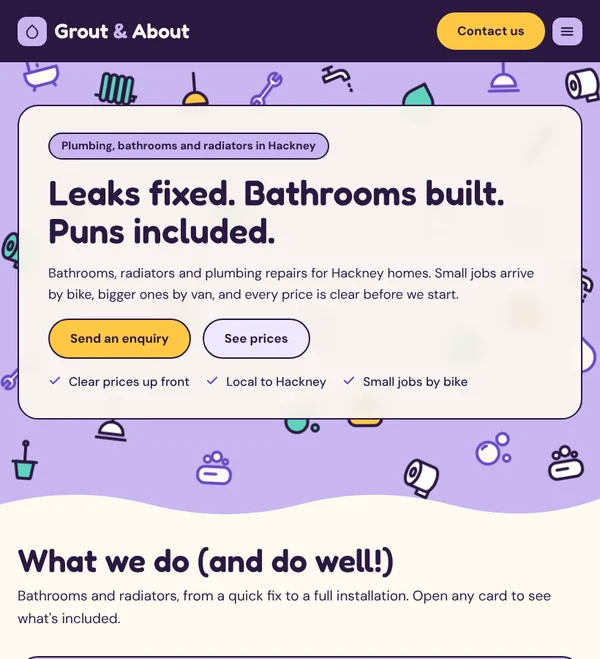 Grout & About
Contact us
Plumbing, bathrooms and radiators in Hackney
Leaks fixed. Bathrooms built.
Puns included.
Bathrooms, radiators and plumbing repairs for Hackney homes. Small jobs arrive
by bike, bigger ones by van, and every price is clear before we start.
Send an enquiry
See prices
Clear prices up front
Local to Hackney
Small jobs by bike
What we do (and do well!)
Bathrooms and radiators, from a quick fix to a full installation. Open any card to see
what's included.